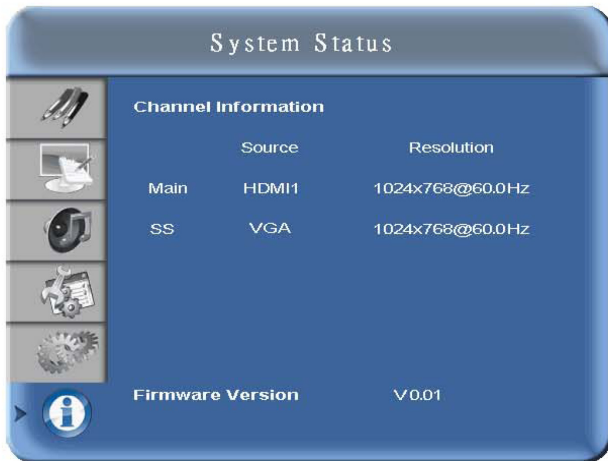 System Status
Channel Information
Source Resolution
Main HDMI1 1024x768@60.0Hz
SS VGA 1024x768@60.0Hz
Firmware Version V0.01